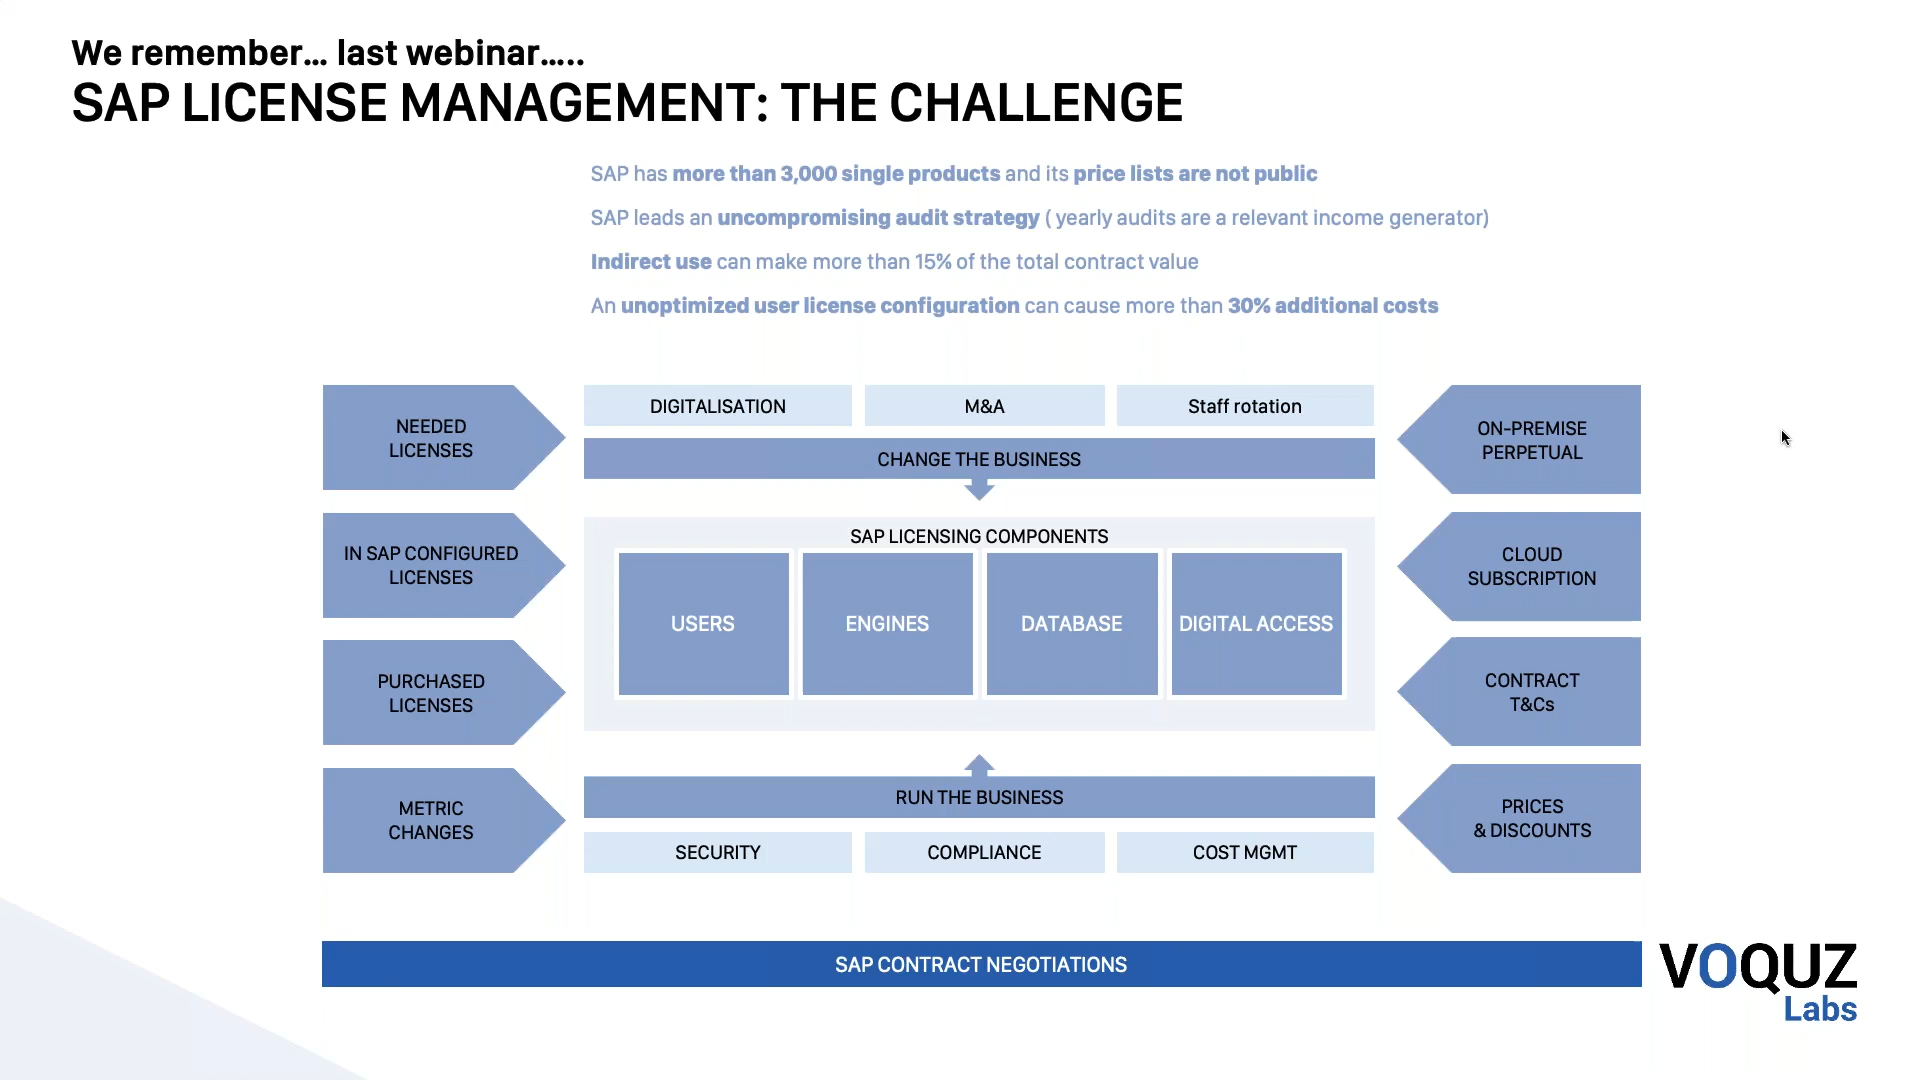 We remember... last webinar.....
SAP LICENSE MANAGEMENT: THE CHALLENGE
SAP has more than 3,000 single products and its price lists are not public
SAP leads an uncompromising audit strategy ( yearly audits are a relevant income generator)
Indirect use can make more than 15% of the total contract value
An unoptimized user license configuration can cause more than 30% additional costs
NEEDED
LICENSES
IN SAP CONFIGURED
LICENSES
PURCHASED
LICENSES
METRIC
CHANGES
DIGITALISATION
M&A
Staff rotation
CHANGE THE BUSINESS
SAP LICENSING COMPONENTS
USERS
ENGINES
DATABASE
DIGITAL ACCESS
RUN THE BUSINESS
SECURITY
COMPLIANCE
COST MGMT
ON-PREMISE
PERPETUAL
CLOUD
SUBSCRIPTION
CONTRACT
T&Cs
PRICES
& DISCOUNTS
SAP CONTRACT NEGOTIATIONS
VOQUZ
Labs